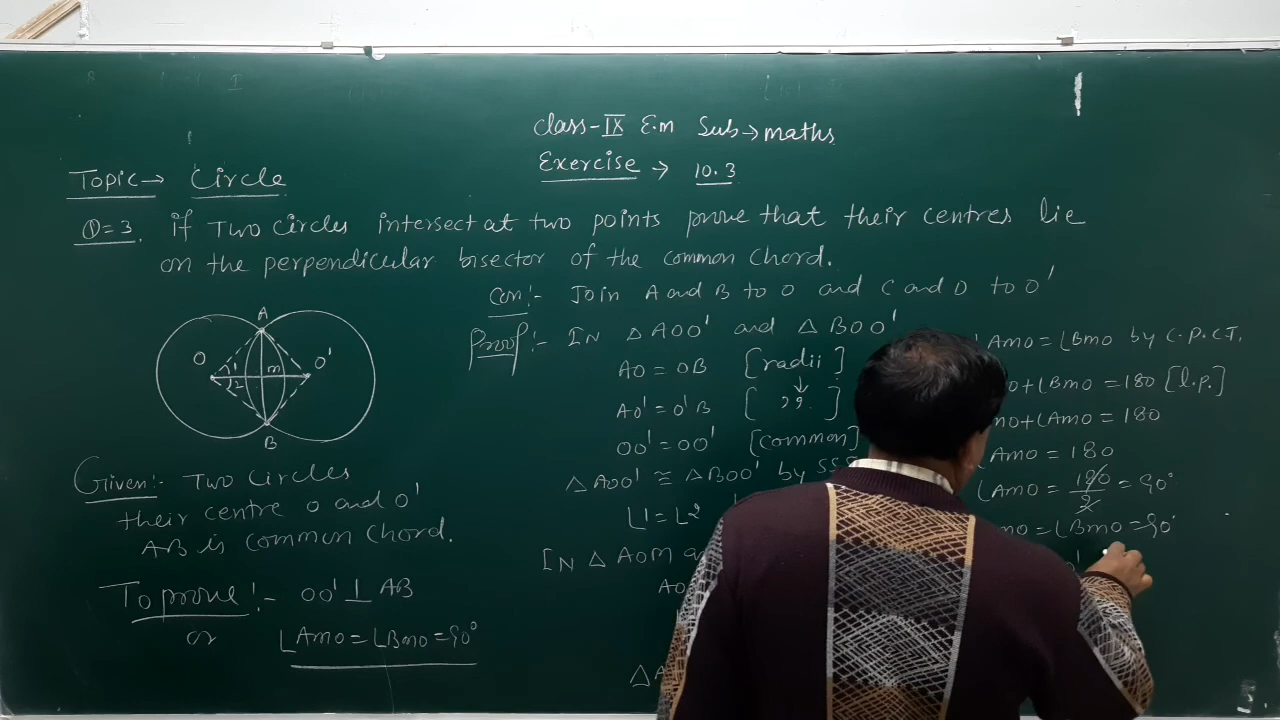 Class-IX E.m Sub→maths
Exercise → 10.3
Topic→ Circle
Q=3. if Two Circles intersect at two points prove that their centres lie
on the perpendicular bisector of the common chord.
A
O 1 m O'
2
B
Given:- Two Circles
their centre O and O'
AB is common chord.
To prove:- OO' ⊥ AB
or ∠AMO = ∠BMO = 90°
Con:- Join A and B to O and C and D to O'
Proof:- IN △AOO' and △BOO'
AO = OB [radii]
AO' = O'B [ ,, ]
OO' = OO' [common]
△AOO' ≅ △BOO' by SSS
∠1 = ∠2
IN △AOM
AO
△A
∠AMO = ∠BMO by C.P.C.T.
+∠BMO = 180 [l.p.]
+∠AMO = 180
∠AMO = 180
∠AMO = 180/2 = 90°
= ∠BMO = 90°